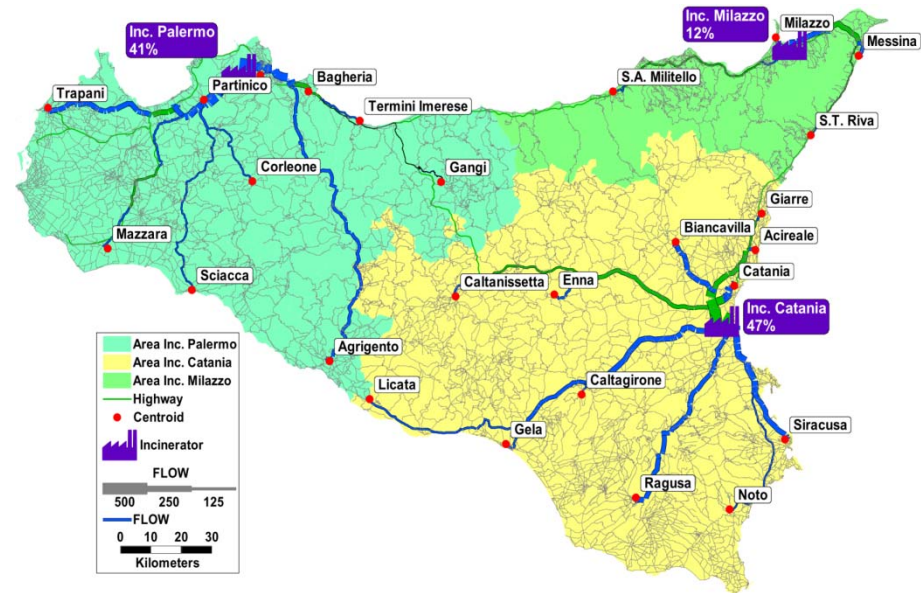 Inc. Palermo
41%
Inc. Milazzo
12%
Milazzo
Messina
Trapani
Partinico
Bagheria
S.A. Militello
Termini Imerese
S.T. Riva
Corleone
Gangi
Giarre
Biancavilla
Acireale
Mazzara
Catania
Sciacca
Caltanissetta
Enna
Inc. Catania
47%
Agrigento
Licata
Caltagirone
Gela
Siracusa
Ragusa
Noto
Area Inc. Palermo
Area Inc. Catania
Area Inc. Milazzo
Highway
Centroid
Incinerator
FLOW
500 250 125
FLOW
0 10 20 30
Kilometers